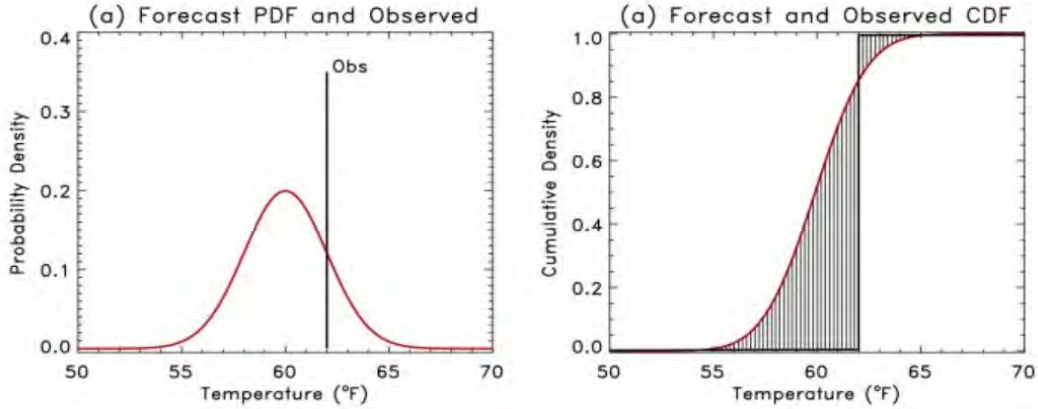 (a) Forecast PDF and Observed
0.4
0.3
0.2
0.1
0.0
Probability Density
Obs
50 55 60 65 70
Temperature (°F)
(a) Forecast and Observed CDF
1.0
0.8
0.6
0.4
0.2
0.0
Cumulative Density
50 55 60 65 70
Temperature (°F)